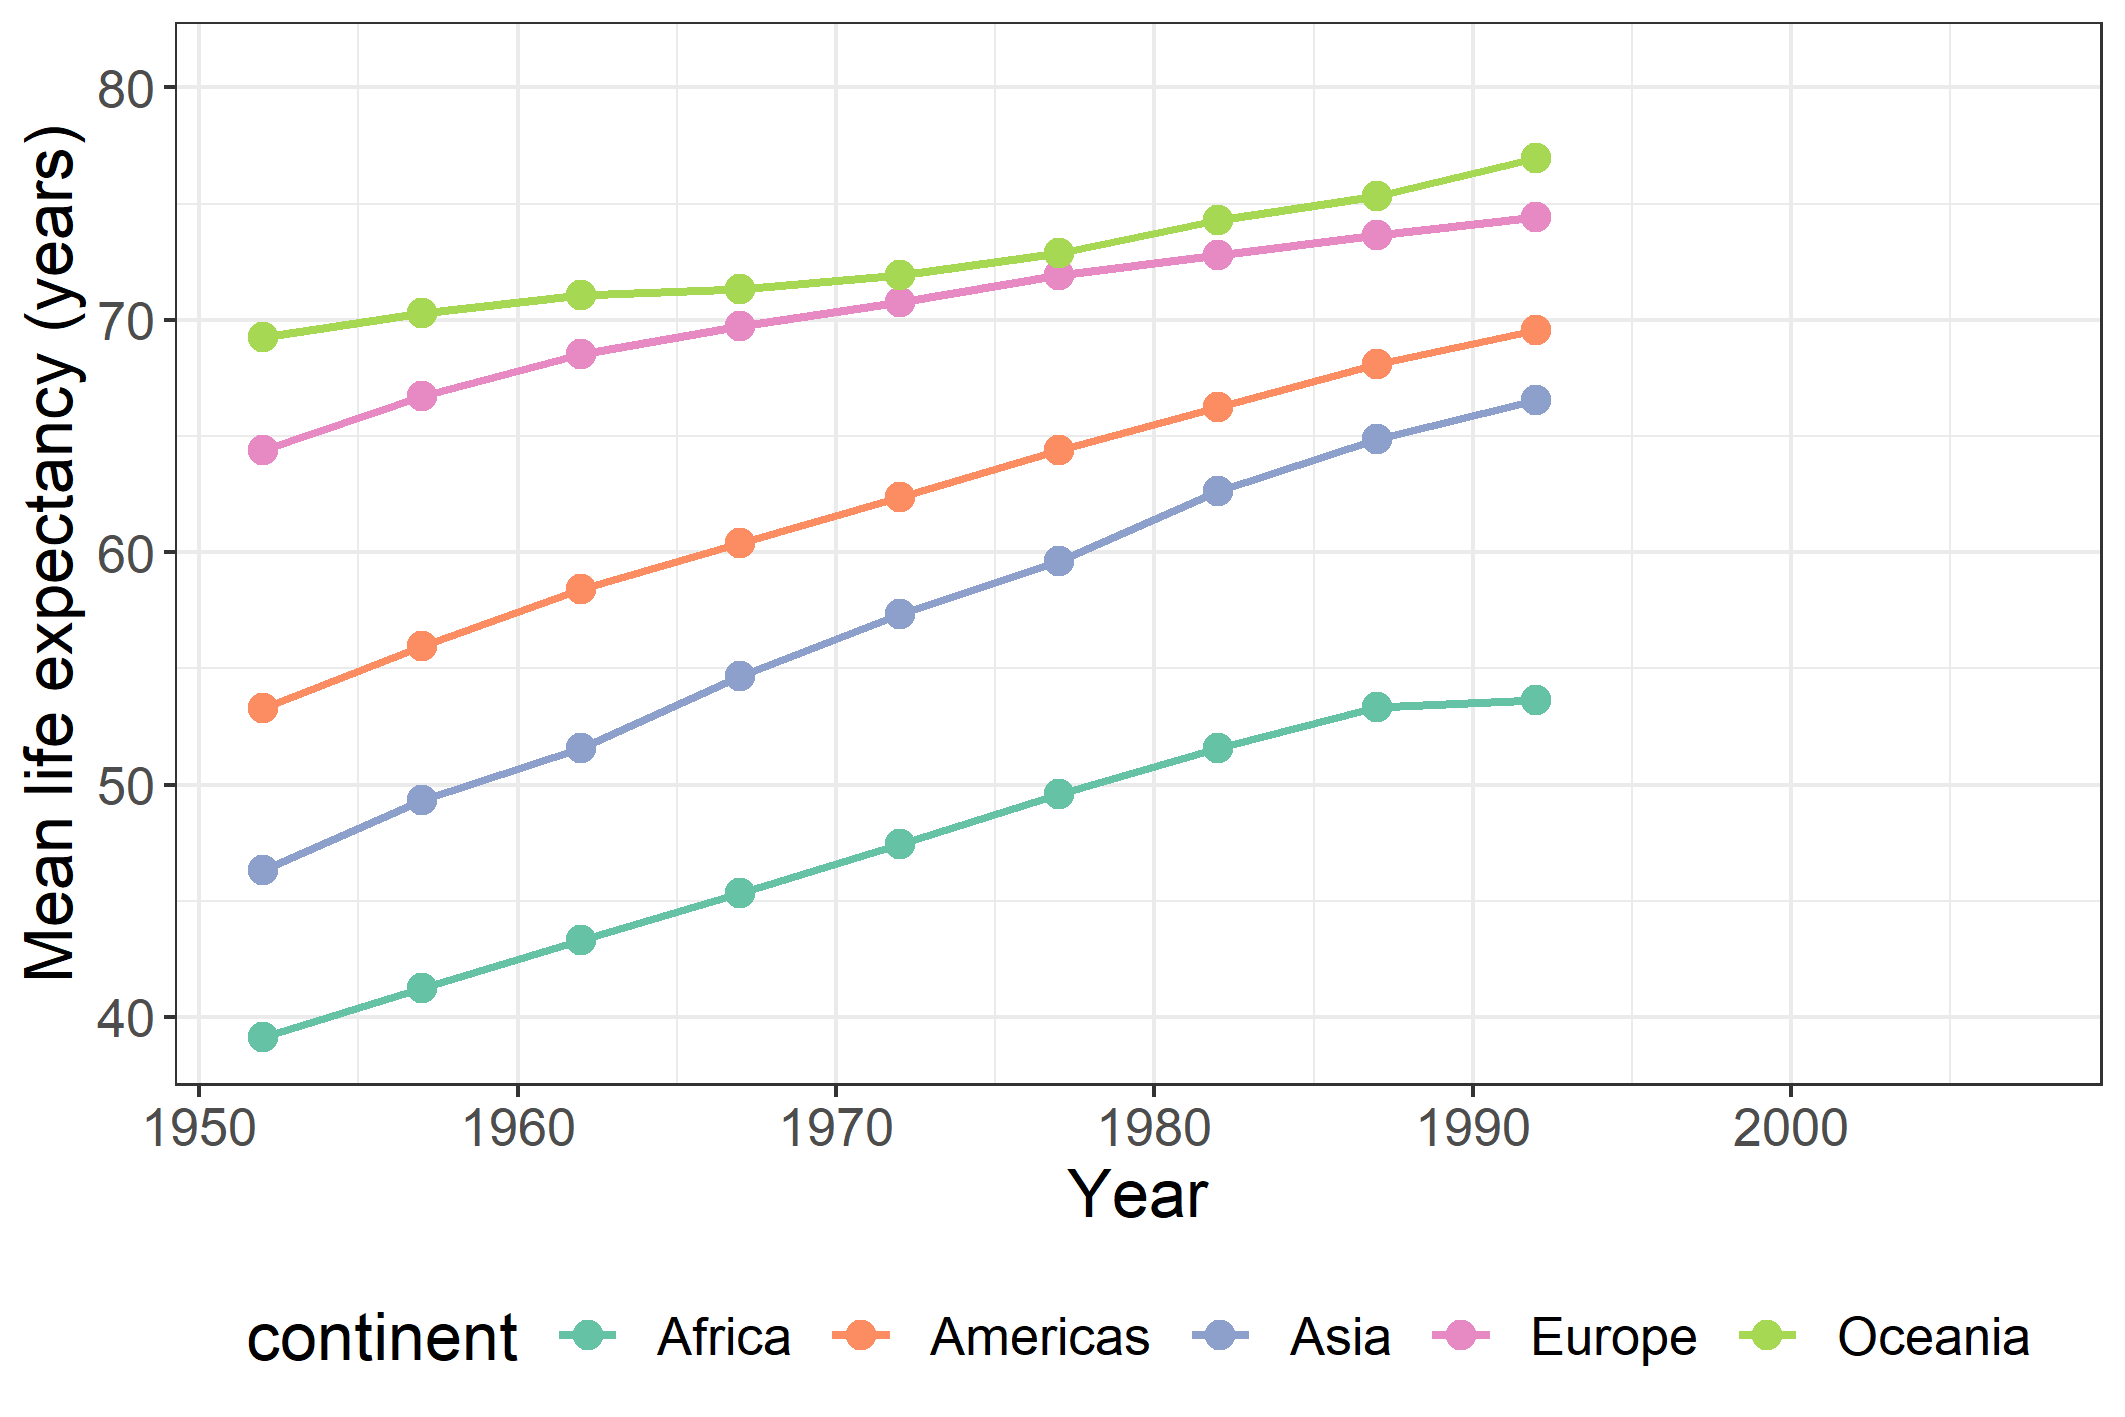 Mean life expectancy (years)
80
70
60
50
40
1950 1960 1970 1980 1990 2000
Year
continent Africa Americas Asia Europe Oceania